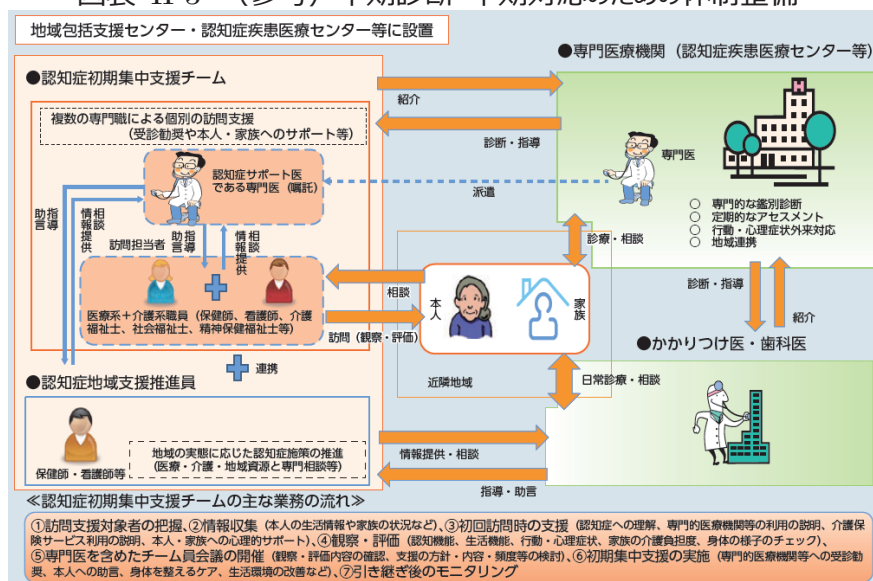 地域包括支援センター・認知症疾患医療センター等に設置
●認知症初期集中支援チーム
複数の専門職による個別の訪問支援
(受診勧奨や本人・家族へのサポート等)
認知症サポート医
である専門医(嘱託)
指導
助言
相談
情報提供
訪問担当者
指導
助言
相談
情報提供
医療系+介護系職員(保健師、看護師、介護
福祉士、社会福祉士、精神保健福祉士等)
連携
●認知症地域支援推進員
保健師・看護師等
地域の実態に応じた認知症施策の推進
(医療・介護・地域資源と専門相談等)
紹介
診断・指導
派遣
相談
訪問(観察・評価)
本人
家族
近隣地域
診療・相談
日常診療・相談
情報提供・相談
指導・助言
●専門医療機関(認知症疾患医療センター等)
専門医
○ 専門的な鑑別診断
○ 定期的なアセスメント
○ 行動・心理症状外来対応
○ 地域連携
診断・指導
紹介
●かかりつけ医・歯科医
≪認知症初期集中支援チームの主な業務の流れ≫
①訪問支援対象者の把握、②情報収集(本人の生活情報や家族の状況など)、③初回訪問時の支援(認知症への理解、専門的医療機関等の利用の説明、介護保
険サービス利用の説明、本人・家族への心理的サポート)、④観察・評価(認知機能、生活機能、行動・心理症状、家族の介護負担度、身体の様子のチェック)、
⑤専門医を含めたチーム員会議の開催(観察・評価内容の確認、支援の方針・内容・頻度等の検討)、⑥初期集中支援の実施(専門的医療機関等への受診勧
奨、本人への助言、身体を整えるケア、生活環境の改善など)、⑦引き継ぎ後のモニタリング